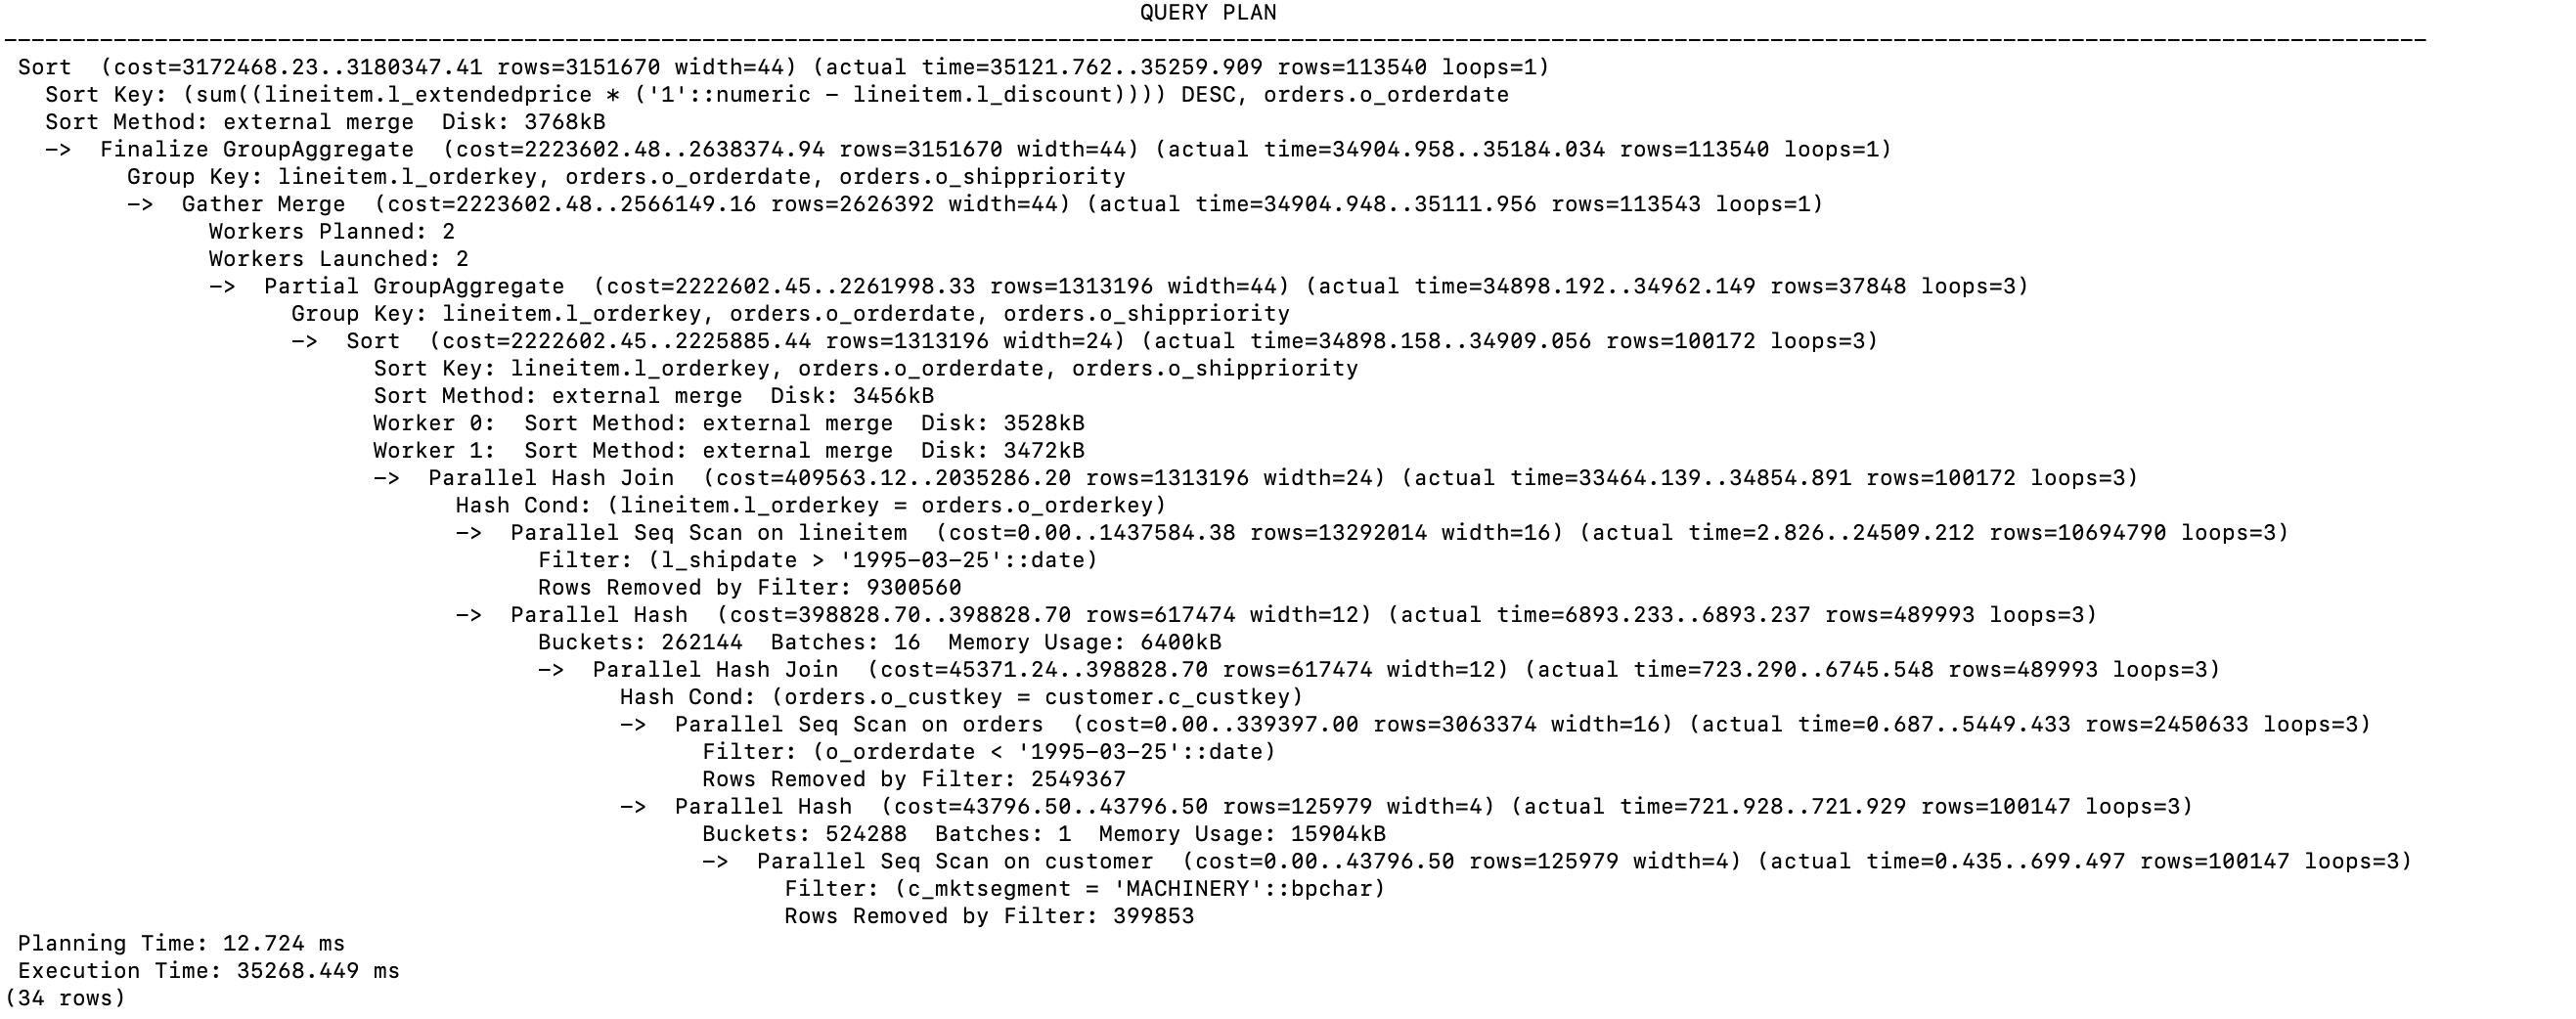 QUERY PLAN
---------------------------------------------------------------------------------------------------------------------------------------------------------------------------------
Sort  (cost=3172468.23..3180347.41 rows=3151670 width=44) (actual time=35121.762..35259.909 rows=113540 loops=1)
Sort Key: (sum((lineitem.l_extendedprice * ('1'::numeric - lineitem.l_discount)))) DESC, orders.o_orderdate
Sort Method: external merge  Disk: 3768kB
->  Finalize GroupAggregate  (cost=2223602.48..2638374.94 rows=3151670 width=44) (actual time=34904.958..35184.034 rows=113540 loops=1)
Group Key: lineitem.l_orderkey, orders.o_orderdate, orders.o_shippriority
->  Gather Merge  (cost=2223602.48..2566149.16 rows=2626392 width=44) (actual time=34904.948..35111.956 rows=113543 loops=1)
Workers Planned: 2
Workers Launched: 2
->  Partial GroupAggregate  (cost=2222602.45..2261998.33 rows=1313196 width=44) (actual time=34898.192..34962.149 rows=37848 loops=3)
Group Key: lineitem.l_orderkey, orders.o_orderdate, orders.o_shippriority
->  Sort  (cost=2222602.45..2225885.44 rows=1313196 width=24) (actual time=34898.158..34909.056 rows=100172 loops=3)
Sort Key: lineitem.l_orderkey, orders.o_orderdate, orders.o_shippriority
Sort Method: external merge  Disk: 3456kB
Worker 0:  Sort Method: external merge  Disk: 3528kB
Worker 1:  Sort Method: external merge  Disk: 3472kB
->  Parallel Hash Join  (cost=409563.12..2035286.20 rows=1313196 width=24) (actual time=33464.139..34854.891 rows=100172 loops=3)
Hash Cond: (lineitem.l_orderkey = orders.o_orderkey)
->  Parallel Seq Scan on lineitem  (cost=0.00..1437584.38 rows=13292014 width=16) (actual time=2.826..24509.212 rows=10694790 loops=3)
Filter: (l_shipdate > '1995-03-25'::date)
Rows Removed by Filter: 9300560
->  Parallel Hash  (cost=398828.70..398828.70 rows=617474 width=12) (actual time=6893.233..6893.237 rows=489993 loops=3)
Buckets: 262144  Batches: 16  Memory Usage: 6400kB
->  Parallel Hash Join  (cost=45371.24..398828.70 rows=617474 width=12) (actual time=723.290..6745.548 rows=489993 loops=3)
Hash Cond: (orders.o_custkey = customer.c_custkey)
->  Parallel Seq Scan on orders  (cost=0.00..339397.00 rows=3063374 width=16) (actual time=0.687..5449.433 rows=2450633 loops=3)
Filter: (o_orderdate < '1995-03-25'::date)
Rows Removed by Filter: 2549367
->  Parallel Hash  (cost=43796.50..43796.50 rows=125979 width=4) (actual time=721.928..721.929 rows=100147 loops=3)
Buckets: 524288  Batches: 1  Memory Usage: 15904kB
->  Parallel Seq Scan on customer  (cost=0.00..43796.50 rows=125979 width=4) (actual time=0.435..699.497 rows=100147 loops=3)
Filter: (c_mktsegment = 'MACHINERY'::bpchar)
Rows Removed by Filter: 399853
Planning Time: 12.724 ms
Execution Time: 35268.449 ms
(34 rows)